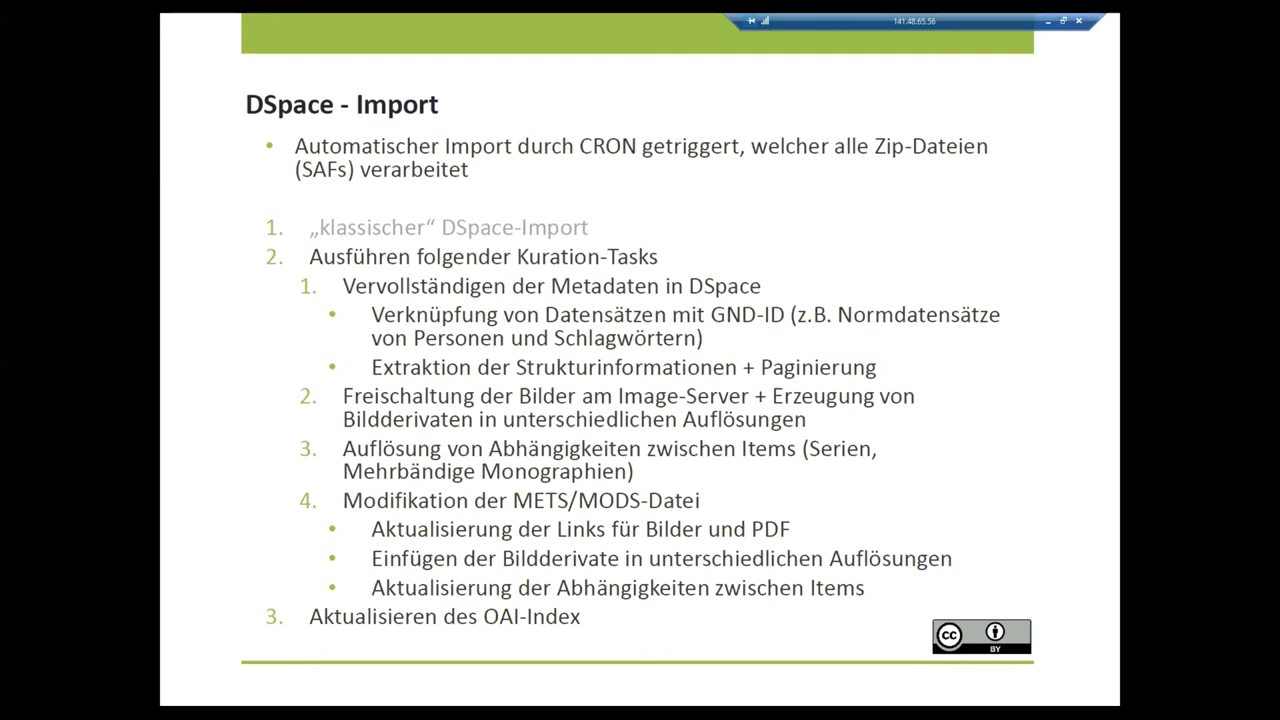 141.48.65.56
DSpace - Import
• Automatischer Import durch CRON getriggert, welcher alle Zip-Dateien
(SAFs) verarbeitet
1. „klassischer“ DSpace-Import
2. Ausführen folgender Kuration-Tasks
1. Vervollständigen der Metadaten in DSpace
• Verknüpfung von Datensätzen mit GND-ID (z.B. Normdatensätze
von Personen und Schlagwörtern)
• Extraktion der Strukturinformationen + Paginierung
2. Freischaltung der Bilder am Image-Server + Erzeugung von
Bildderivaten in unterschiedlichen Auflösungen
3. Auflösung von Abhängigkeiten zwischen Items (Serien,
Mehrbändige Monographien)
4. Modifikation der METS/MODS-Datei
• Aktualisierung der Links für Bilder und PDF
• Einfügen der Bildderivate in unterschiedlichen Auflösungen
• Aktualisierung der Abhängigkeiten zwischen Items
3. Aktualisieren des OAI-Index
cc
BY